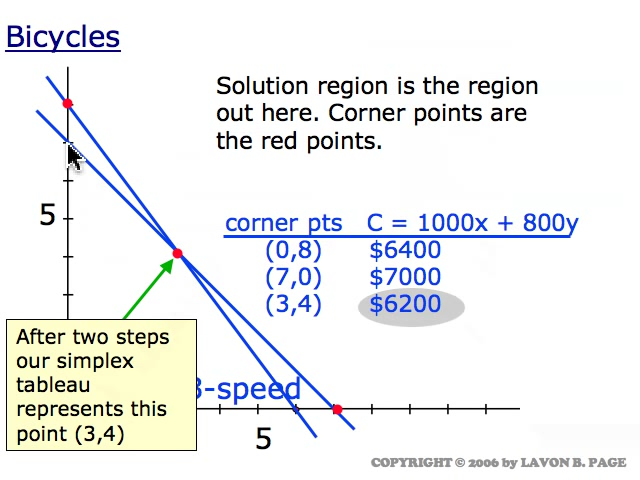 Bicycles
Solution region is the region
out here. Corner points are
the red points.
5
corner pts C = 1000x + 800y
(0,8) $6400
(7,0) $7000
(3,4) $6200
After two steps
our simplex
tableau
represents this
point (3,4)
3-speed
5
COPYRIGHT © 2006 by LAVON B. PAGE